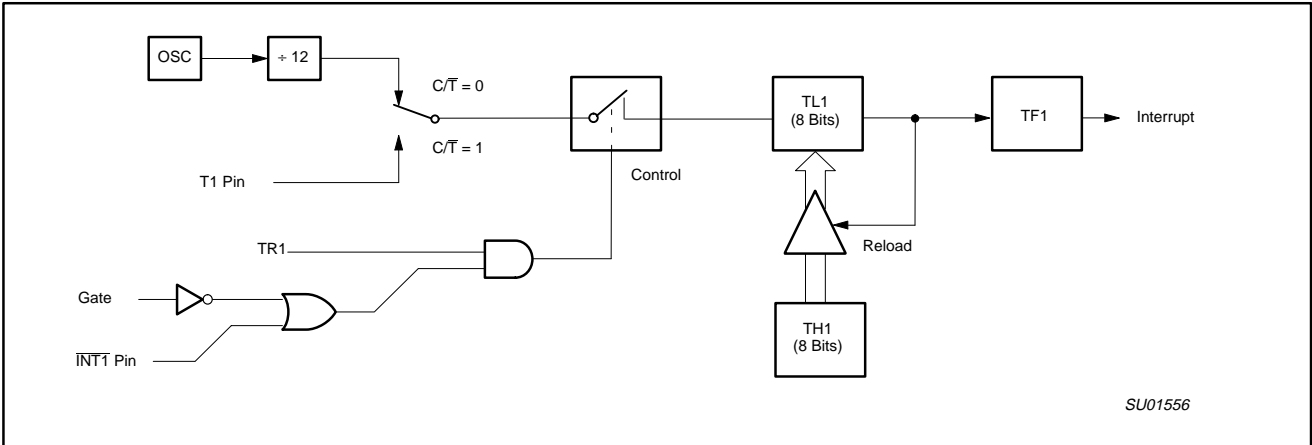 OSC
÷ 12
C/T̅ = 0
TL1
(8 Bits)
TF1
Interrupt
C/T̅ = 1
T1 Pin
Control
TR1
Reload
Gate
I̅N̅T̅1̅ Pin
TH1
(8 Bits)
SU01556